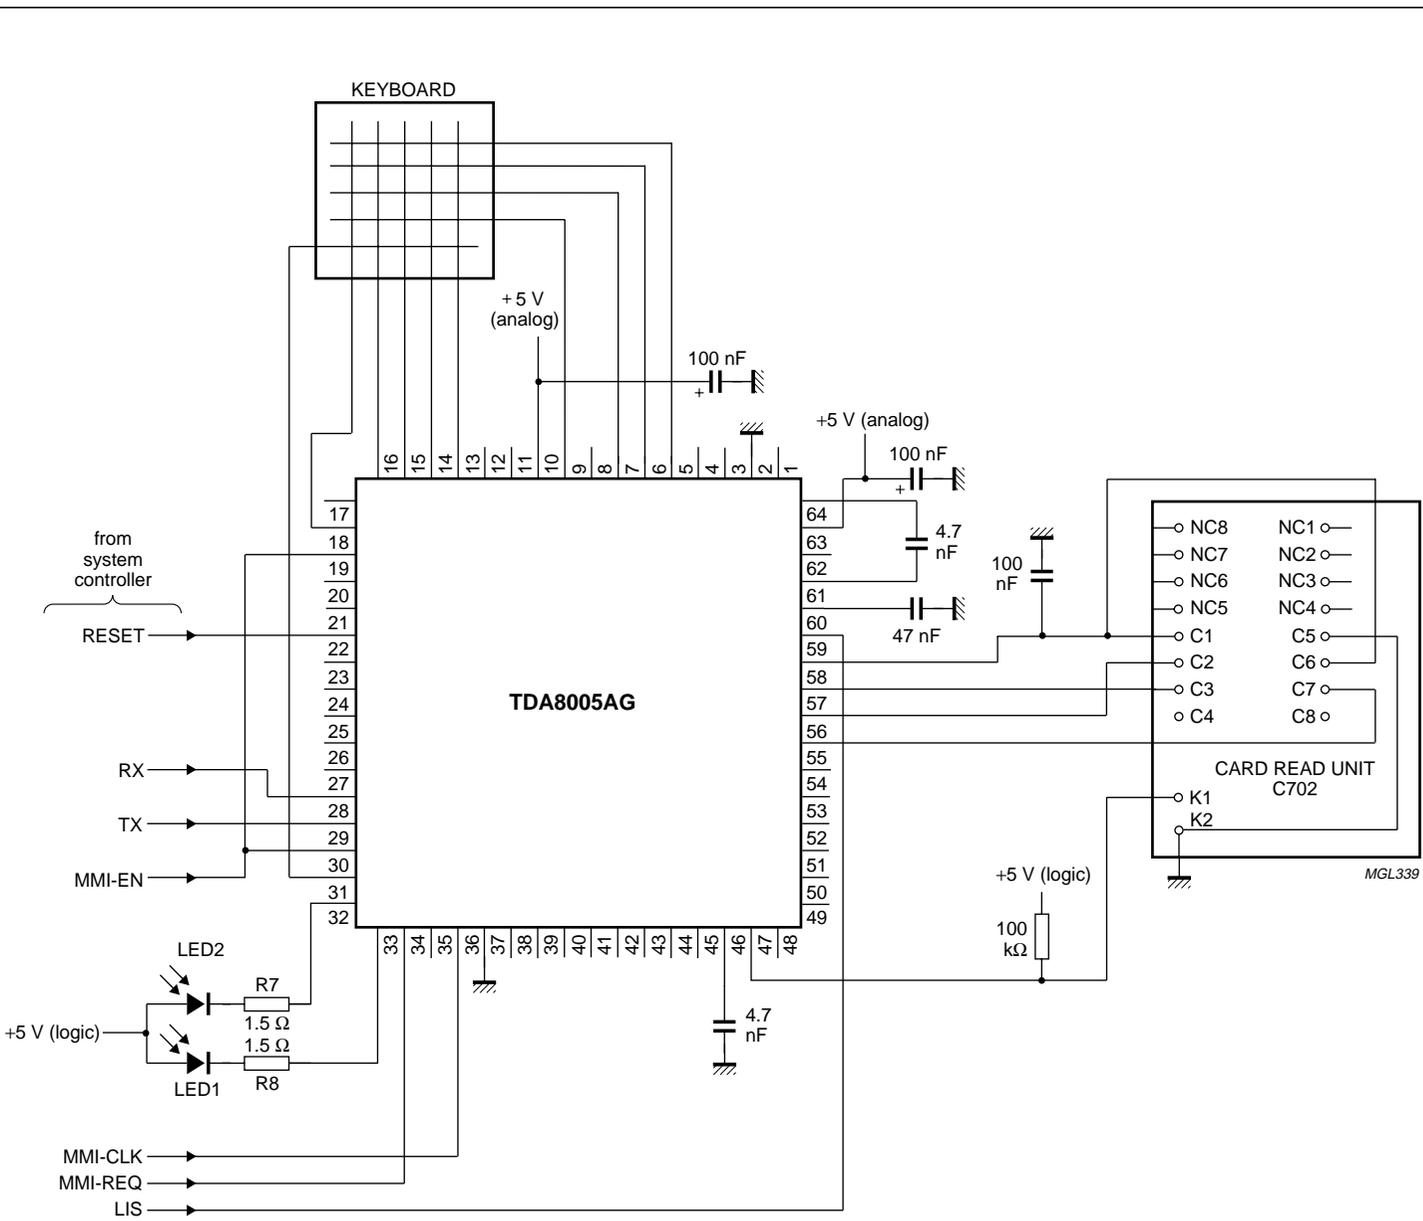 KEYBOARD
+ 5 V
(analog)
100 nF
+
+5 V (analog)
100 nF
+
16
15
14
13
12
11
10
9
8
7
6
5
4
3
2
1
17
18
19
20
21
22
23
24
25
26
27
28
29
30
31
32
64
63
62
61
60
59
58
57
56
55
54
53
52
51
50
49
33
34
35
36
37
38
39
40
41
42
43
44
45
46
47
48
TDA8005AG
4.7
nF
47 nF
100
nF
from
system
controller
RESET
RX
TX
MMI-EN
NC8 NC1
NC7 NC2
NC6 NC3
NC5 NC4
C1 C5
C2 C6
C3 C7
C4 C8
CARD READ UNIT
C702
K1
K2
MGL339
+5 V (logic)
100
kΩ
LED2
R7
1.5 Ω
+5 V (logic)
1.5 Ω
R8
LED1
4.7
nF
MMI-CLK
MMI-REQ
LIS